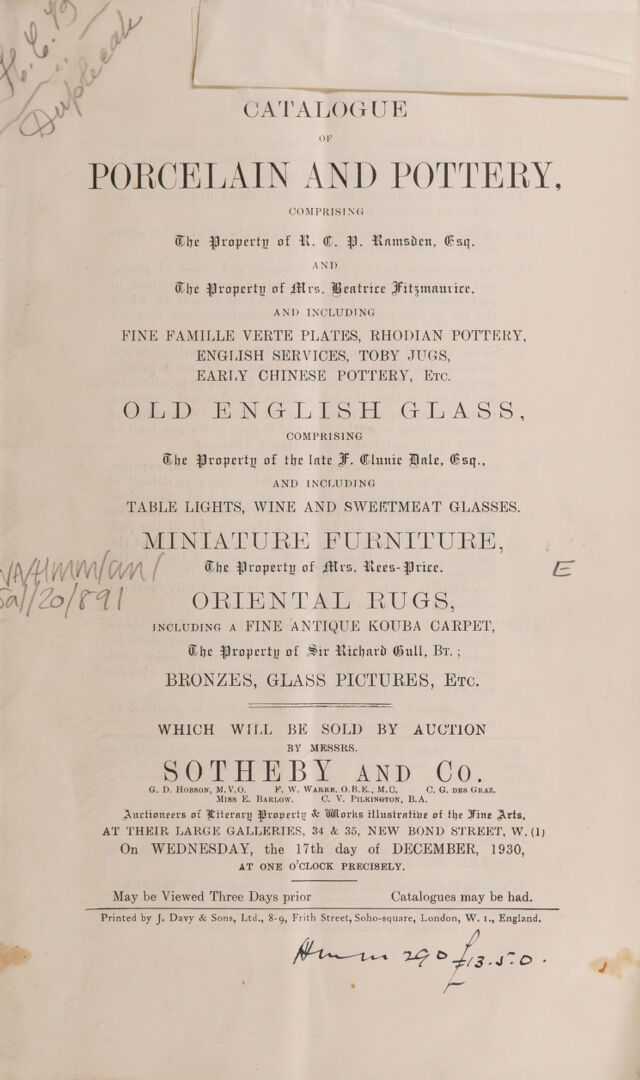 Duplicate
CATALOGUE
OF
PORCELAIN AND POTTERY,
COMPRISING
The Property of R. C. P. Ramsden, Esq.
AND
The Property of Mrs. Beatrice Fitzmaurice.
AND INCLUDING
FINE FAMILLE VERTE PLATES, RHODIAN POTTERY,
ENGLISH SERVICES, TOBY JUGS,
EARLY CHINESE POTTERY, ETC.
OLD ENGLISH GLASS,
COMPRISING
The Property of the late F. Clunie Dale, Esq.,
AND INCLUDING
TABLE LIGHTS, WINE AND SWEETMEAT GLASSES.
MINIATURE FURNITURE,
The Property of Mrs. Rees-Price.
E
Sal/20/891
ORIENTAL RUGS,
INCLUDING A FINE ANTIQUE KOUBA CARPET,
The Property of Sir Richard Gull, BT.;
BRONZES, GLASS PICTURES, ETC.
WHICH WILL BE SOLD BY AUCTION
BY MESSRS.
SOTHEBY AND CO.
G. D. HOBSON, M.V.O. F. W. WARRE, O.B.E., M.C. C. G. DES GRAZ.
MISS E. BARLOW. C. V. PILKINGTON, B.A.
Auctioneers of Literary Property & Works illustrative of the Fine Arts,
AT THEIR LARGE GALLERIES, 34 & 35, NEW BOND STREET, W. (1)
On WEDNESDAY, the 17th day of DECEMBER, 1930,
AT ONE O'CLOCK PRECISELY.
May be Viewed Three Days prior Catalogues may be had.
Printed by J. Davy & Sons, Ltd., 8-9, Frith Street, Soho-square, London, W. 1., England.
290 £13.5.0.